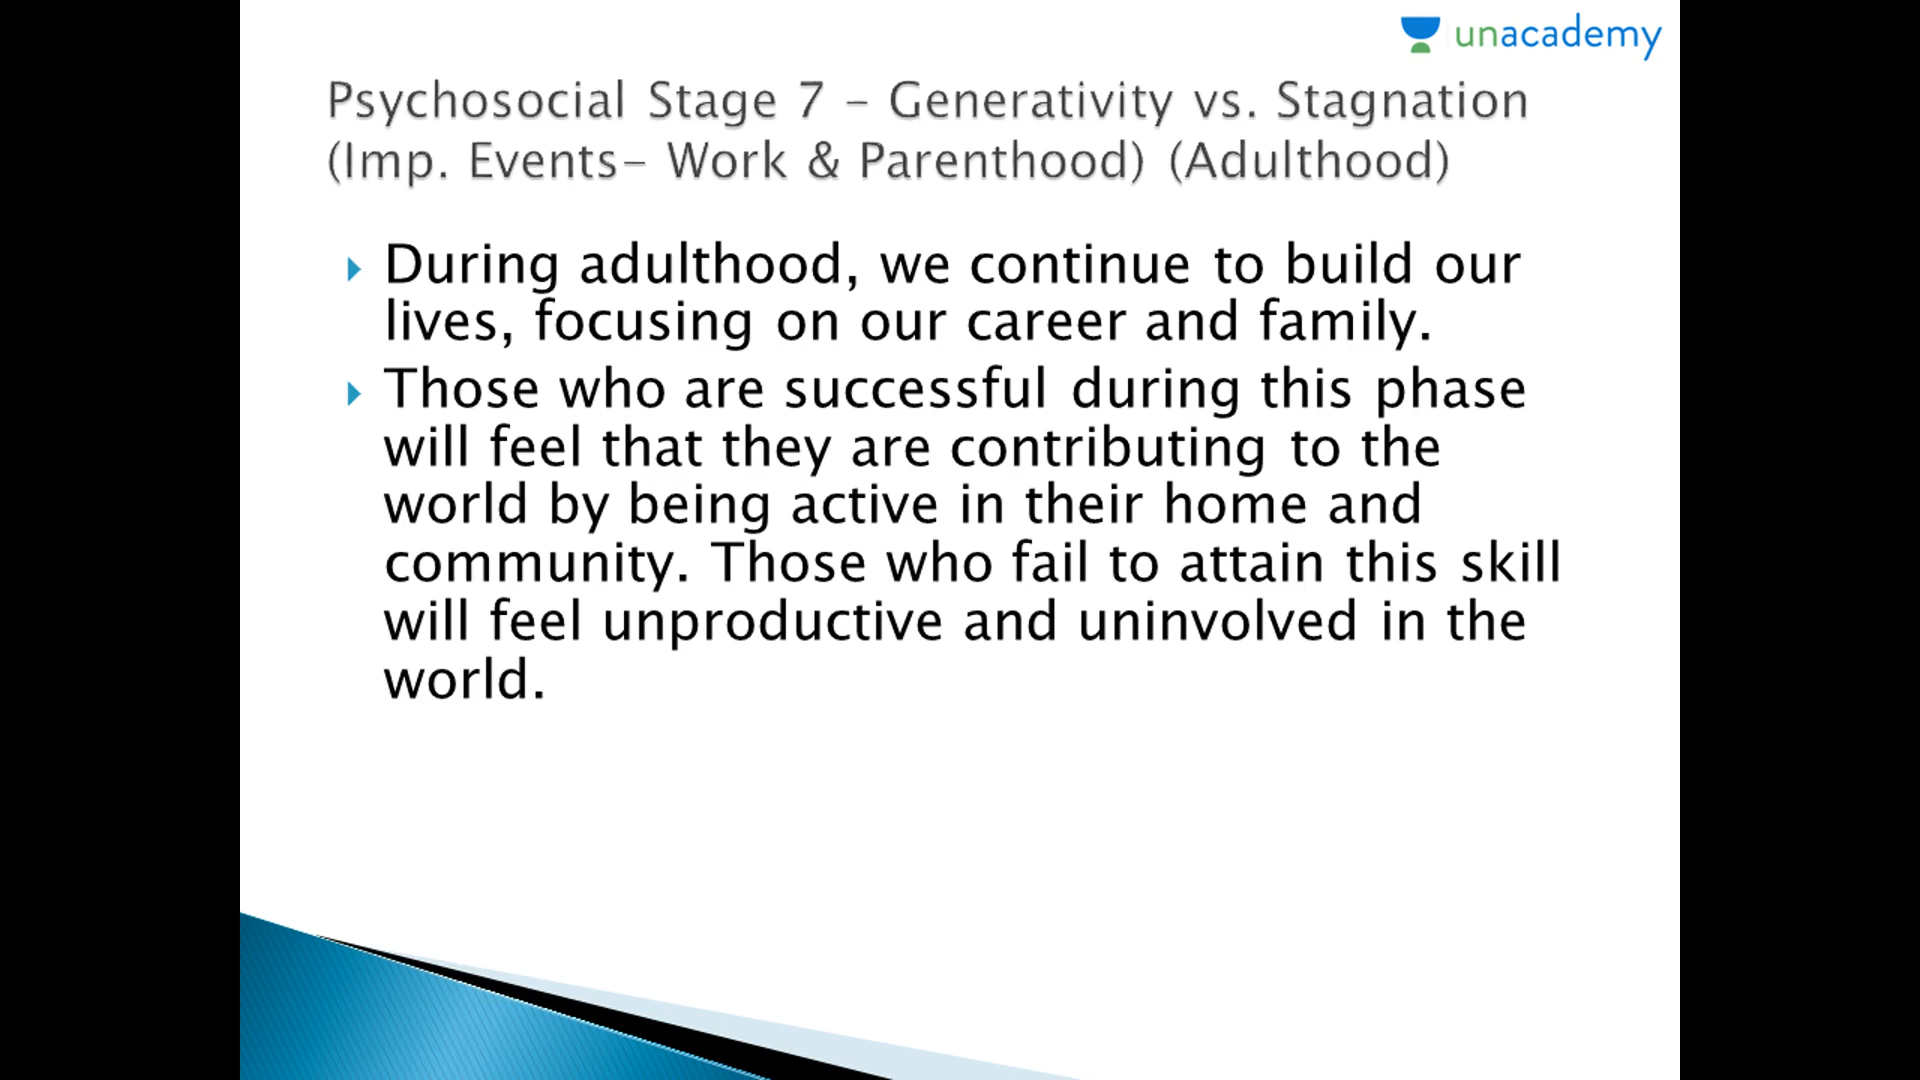 unacademy
Psychosocial Stage 7 – Generativity vs. Stagnation
(Imp. Events– Work & Parenthood) (Adulthood)
During adulthood, we continue to build our
lives, focusing on our career and family.
Those who are successful during this phase
will feel that they are contributing to the
world by being active in their home and
community. Those who fail to attain this skill
will feel unproductive and uninvolved in the
world.